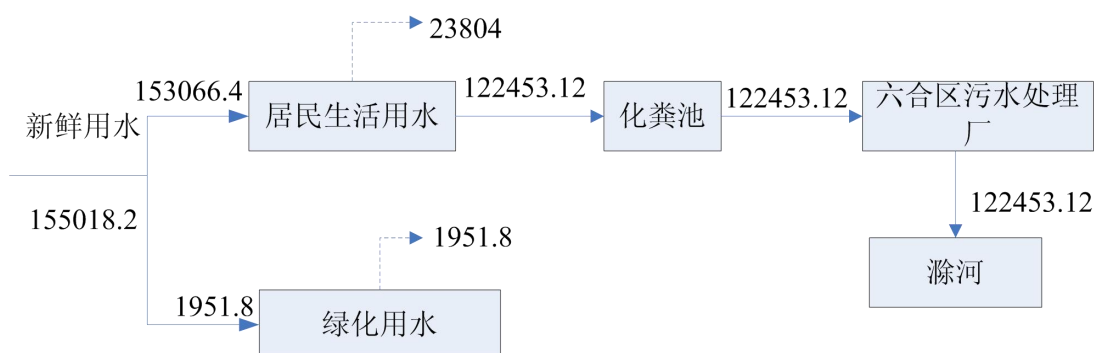 23804
153066.4
居民生活用水
122453.12
化粪池
122453.12
六合区污水处理
厂
新鲜用水
155018.2
122453.12
滁河
1951.8
1951.8
绿化用水